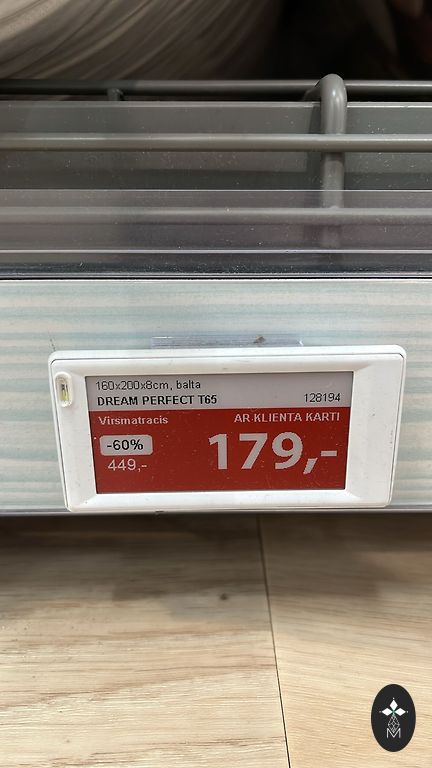 160x200x8cm, balta
DREAM PERFECT T65 128194
Virsmatracis AR KLIENTA KARTI
-60%
449,- 179,-
M